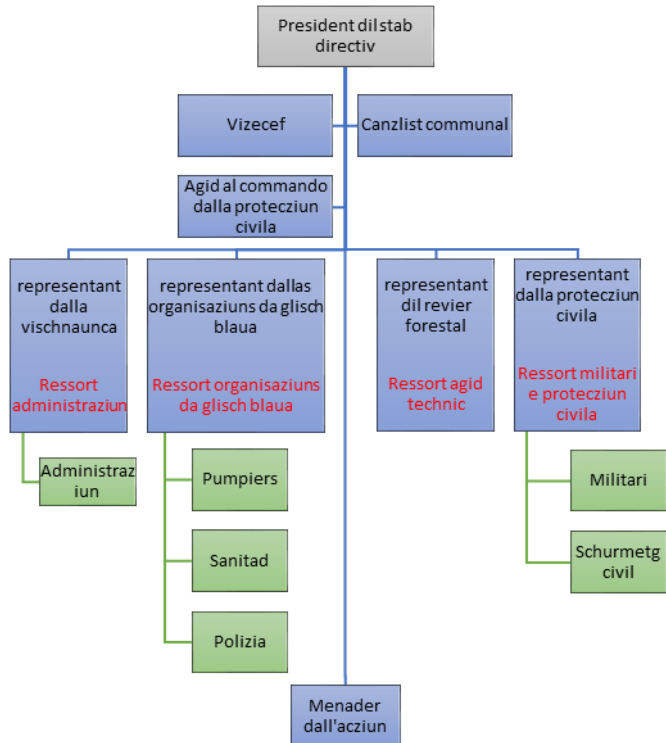 President dil stab
directiv
Vizecef
Canzlist communal
Agid al commando
dalla protecziun
civila
representant
dalla
vischnaunca
Ressort
administraziun
representant dallas
organisaziuns da glisch
blaua
Ressort organisaziuns
da glisch blaua
representant
dil revier
forestal
Ressort agid
technic
representant
dalla protecziun
civila
Ressort militari
e protecziun
civila
Administraz
iun
Pumpiers
Sanitad
Polizia
Militari
Schurmetg
civil
Menader
dall'acziun